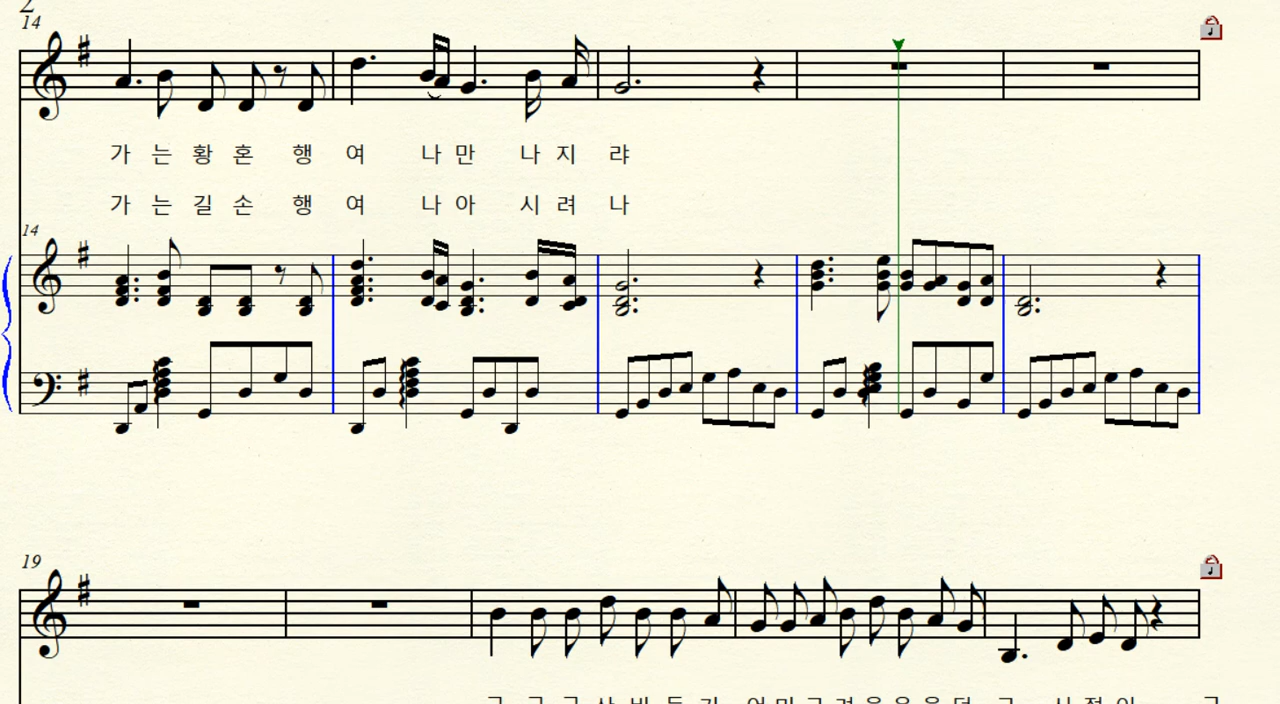 2
14
가 는 황 혼 행 여 나 만 나 지 랴
가 는 길 손 행 여 나 아 시 려 나
14
19